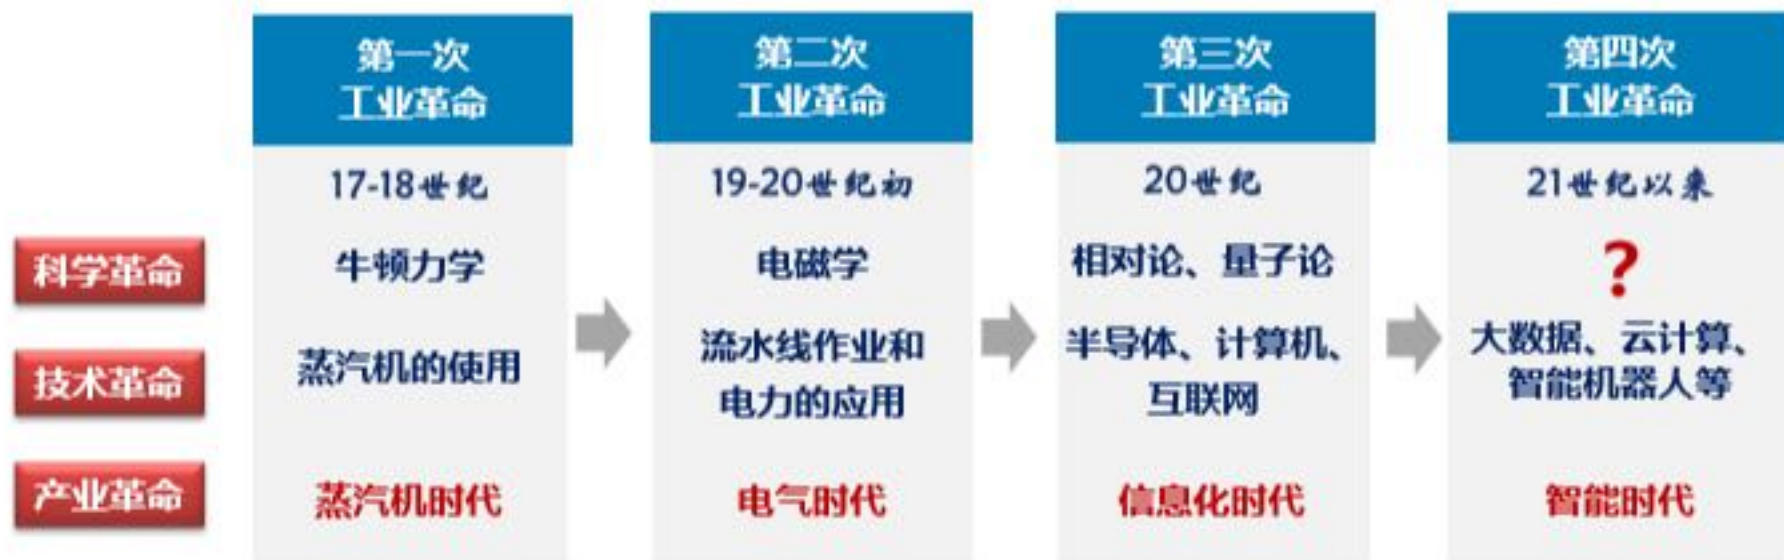 第一次
工业革命
第二次
工业革命
第三次
工业革命
第四次
工业革命
17-18世纪
19-20世纪初
20世纪
21世纪以来
科学革命
牛顿力学
电磁学
相对论、量子论
?
技术革命
蒸汽机的使用
流水线作业和
电力的应用
半导体、计算机、
互联网
大数据、云计算、
智能机器人等
产业革命
蒸汽机时代
电气时代
信息化时代
智能时代